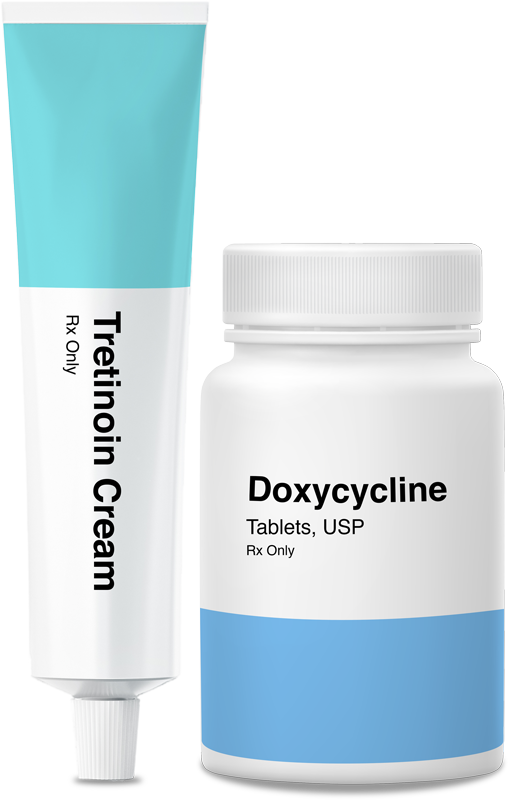 Tretinoin Cream
Rx Only
Doxycycline
Tablets, USP
Rx Only